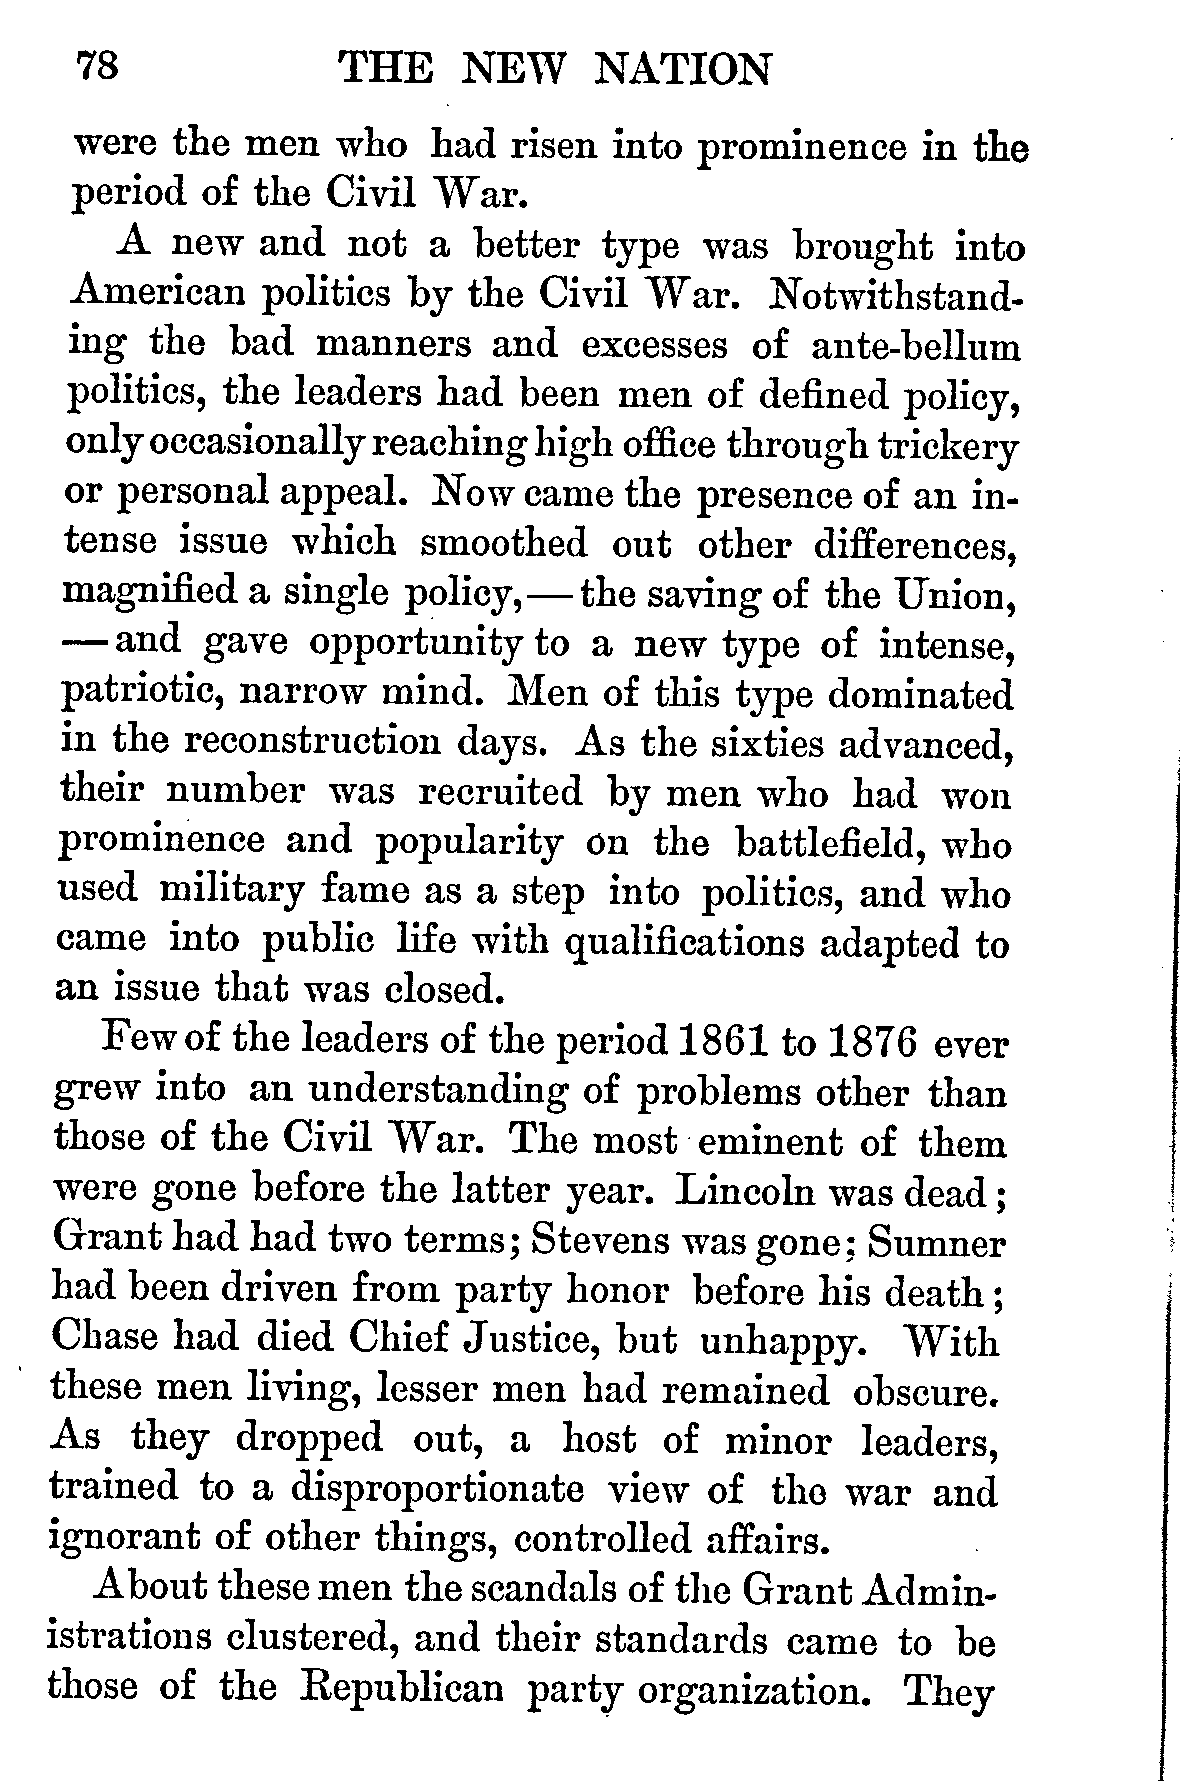 78 THE NEW NATION
were the men who had risen into prominence in the
period of the Civil War.
A new and not a better type was brought into
American politics by the Civil War. Notwithstand-
ing the bad manners and excesses of ante-bellum
politics, the leaders had been men of defined policy,
only occasionally reaching high office through trickery
or personal appeal. Now came the presence of an in-
tense issue which smoothed out other differences,
magnified a single policy,—the saving of the Union,
—and gave opportunity to a new type of intense,
patriotic, narrow mind. Men of this type dominated
in the reconstruction days. As the sixties advanced,
their number was recruited by men who had won
prominence and popularity on the battlefield, who
used military fame as a step into politics, and who
came into public life with qualifications adapted to
an issue that was closed.
Few of the leaders of the period 1861 to 1876 ever
grew into an understanding of problems other than
those of the Civil War. The most eminent of them
were gone before the latter year. Lincoln was dead;
Grant had had two terms; Stevens was gone; Sumner
had been driven from party honor before his death;
Chase had died Chief Justice, but unhappy. With
these men living, lesser men had remained obscure.
As they dropped out, a host of minor leaders,
trained to a disproportionate view of the war and
ignorant of other things, controlled affairs.
About these men the scandals of the Grant Admin-
istrations clustered, and their standards came to be
those of the Republican party organization. They